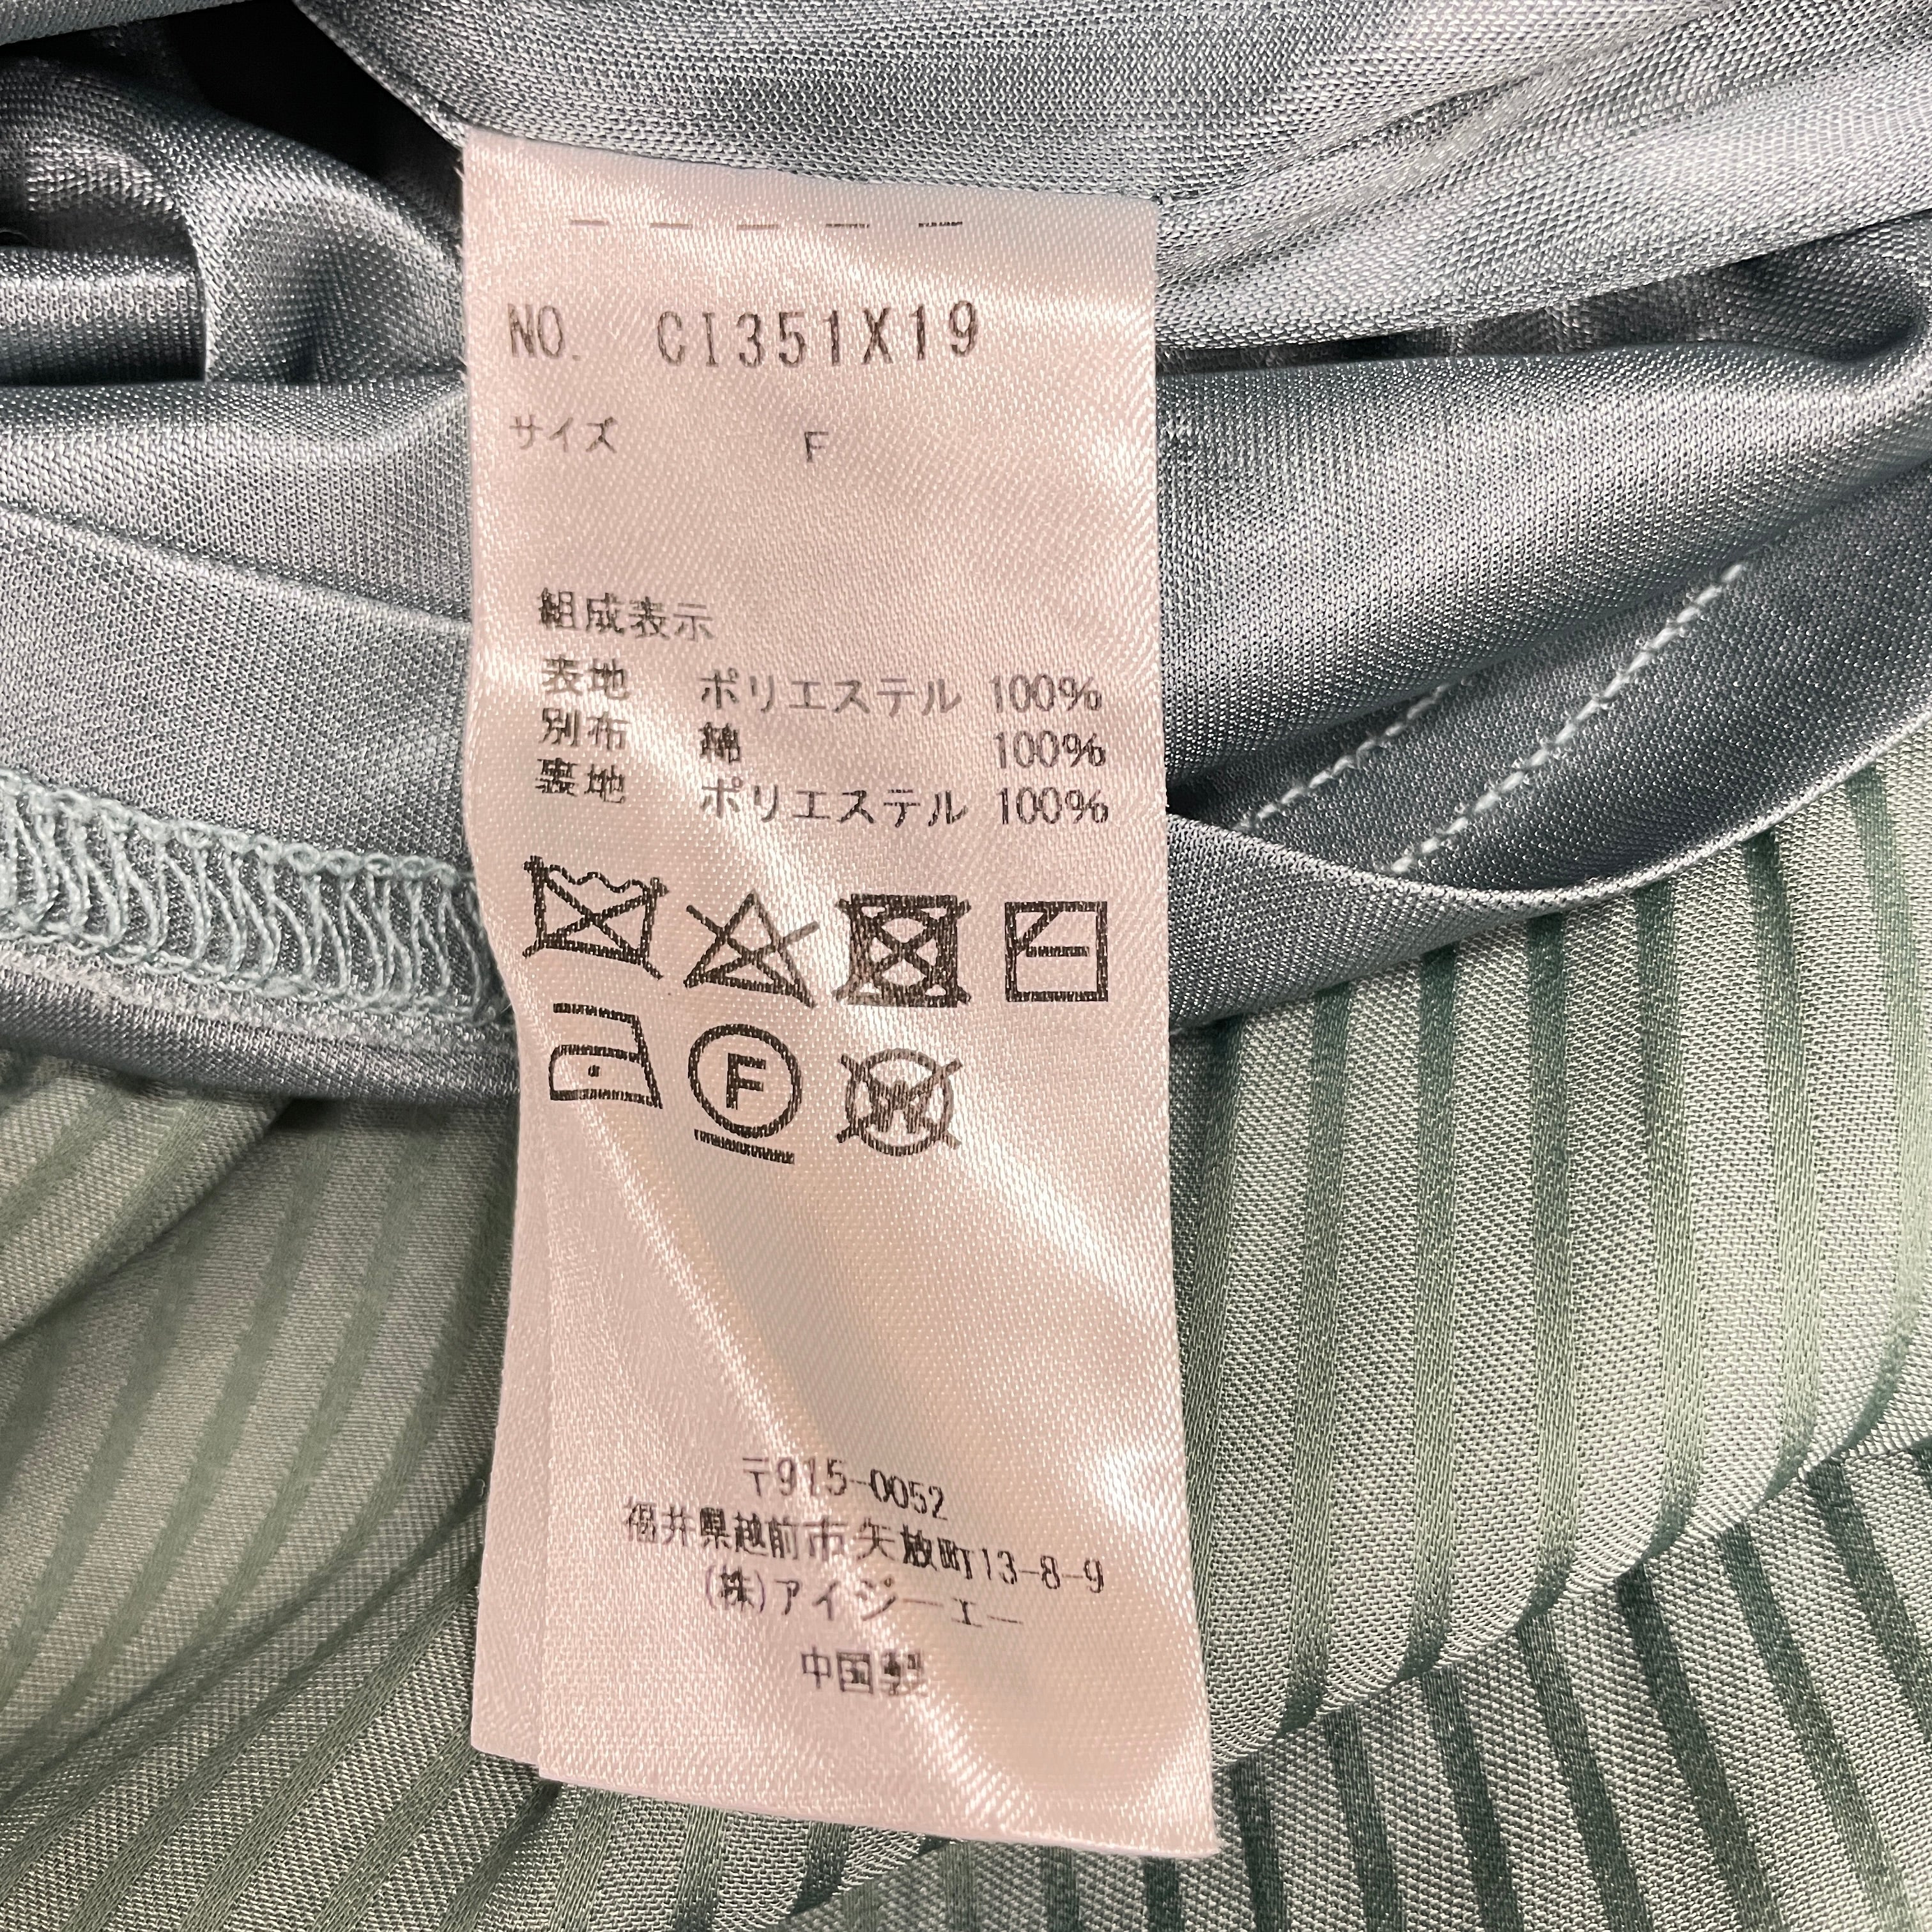 NO. CI351X19
サイズ F
組成表示
表地 ポリエステル 100%
別布 綿 100%
裏地 ポリエステル 100%
F
W
〒915-0052
福井県越前市矢放町13-8-9
(株)アイジーエー
中国製